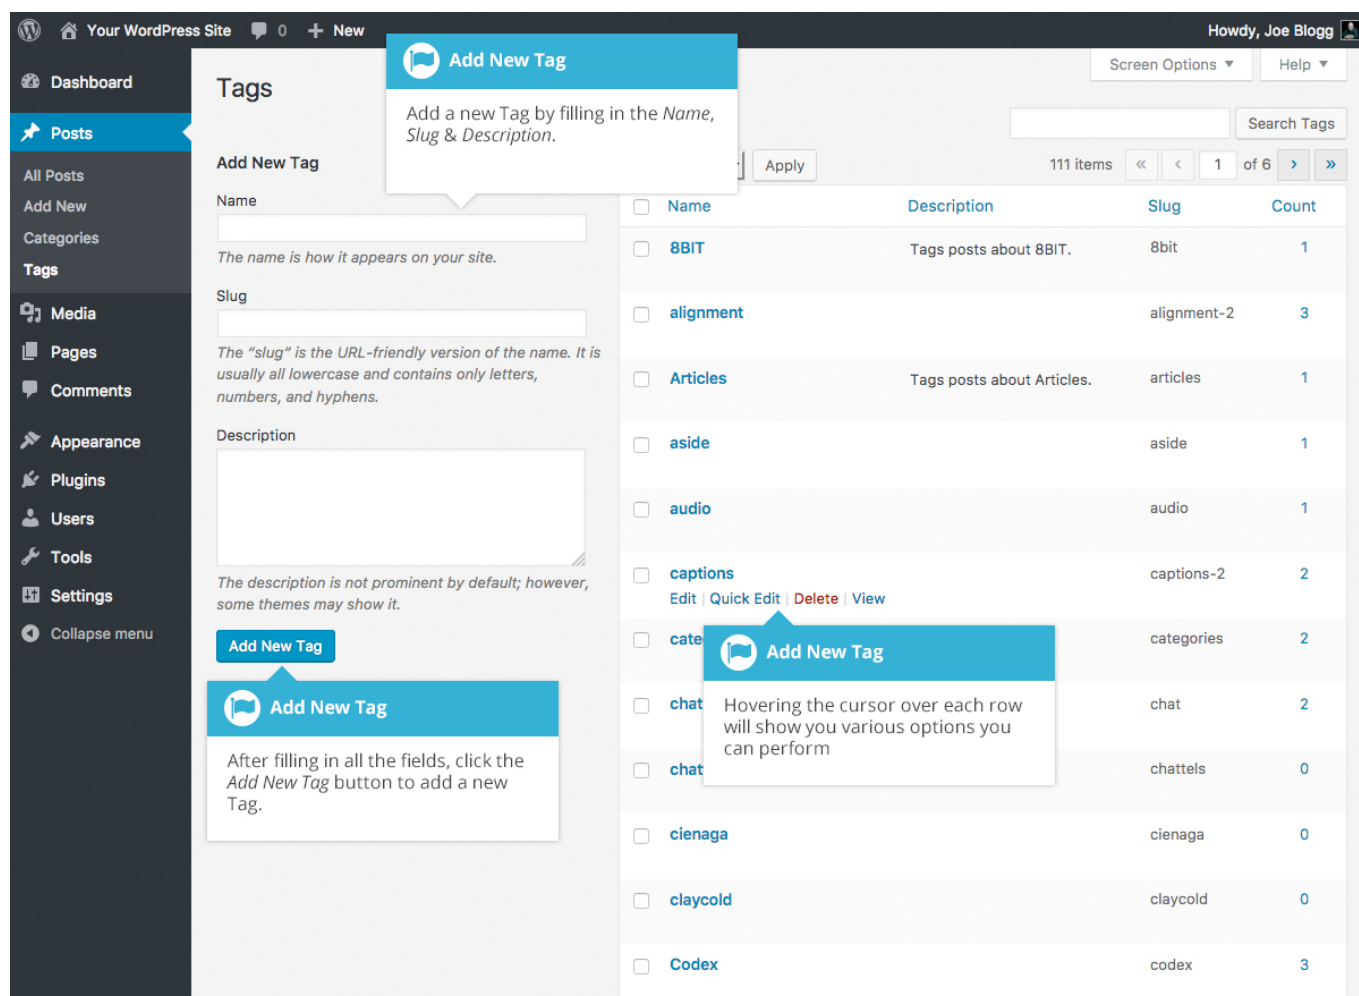 Your WordPress Site 0 New
Howdy, Joe Blogg
Dashboard
Posts
All Posts
Add New
Categories
Tags
Media
Pages
Comments
Appearance
Plugins
Users
Tools
Settings
Collapse menu
Screen Options Help
Tags
Add New Tag
Add a new Tag by filling in the Name,
Slug & Description.
Search Tags
Apply
111 items « ‹ 1 of 6 › »
Add New Tag
Name
The name is how it appears on your site.
Slug
The “slug” is the URL-friendly version of the name. It is
usually all lowercase and contains only letters,
numbers, and hyphens.
Description
The description is not prominent by default; however,
some themes may show it.
Add New Tag
Add New Tag
After filling in all the fields, click the
Add New Tag button to add a new
Tag.
Name Description Slug Count
8BIT Tags posts about 8BIT. 8bit 1
alignment alignment-2 3
Articles Tags posts about Articles. articles 1
aside aside 1
audio audio 1
captions captions-2 2
Edit | Quick Edit | Delete | View
cate categories 2
Add New Tag
Hovering the cursor over each row
will show you various options you
can perform
chat chat 2
chat chattels 0
cienaga cienaga 0
claycold claycold 0
Codex codex 3